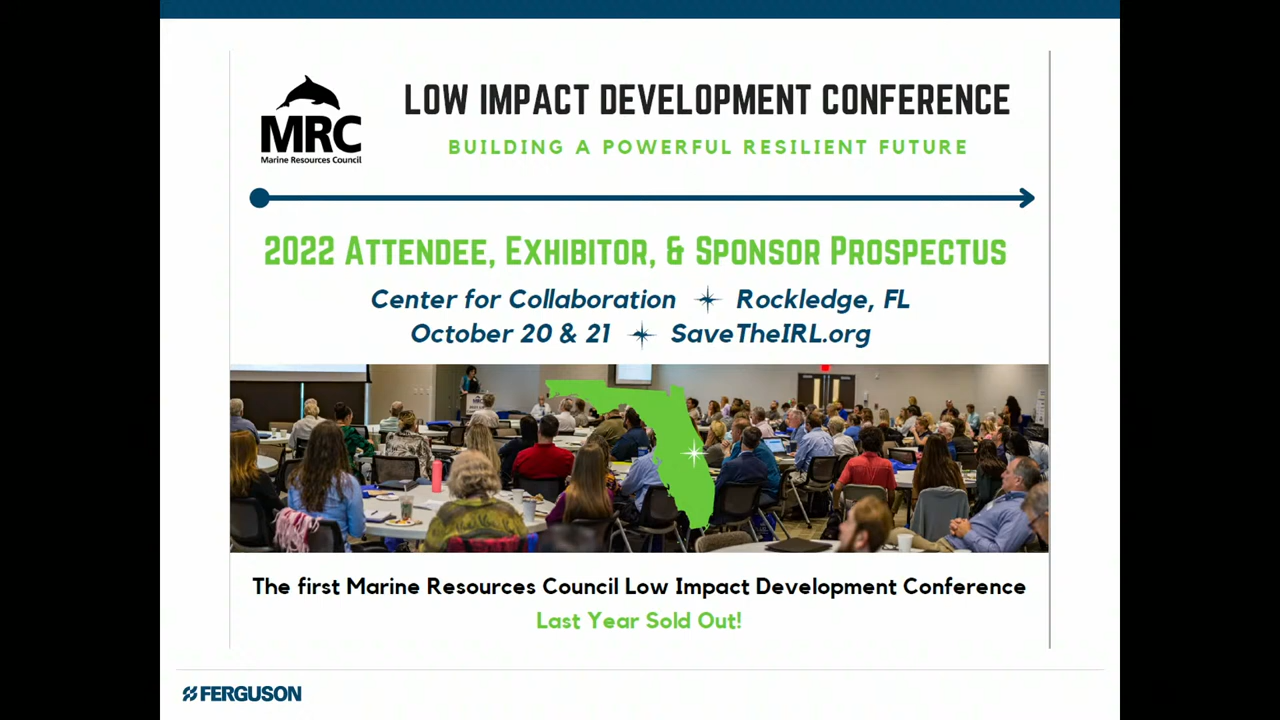 MRC
Marine Resources Council
LOW IMPACT DEVELOPMENT CONFERENCE
BUILDING A POWERFUL RESILIENT FUTURE
2022 ATTENDEE, EXHIBITOR, & SPONSOR PROSPECTUS
Center for Collaboration Rockledge, FL
October 20 & 21 SaveTheIRL.org
The first Marine Resources Council Low Impact Development Conference
Last Year Sold Out!
FERGUSON